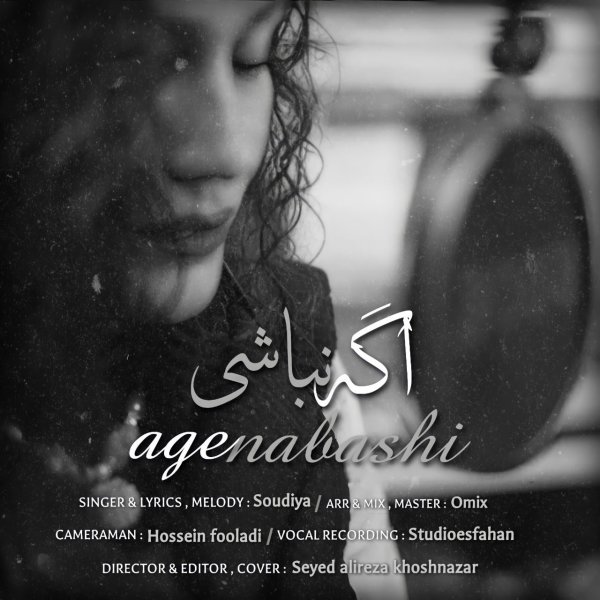 اگه نباشی
agenabashi
SINGER & LYRICS , MELODY : Soudiya / ARR & MIX , MASTER : Omix
CAMERAMAN : Hossein fooladi / VOCAL RECORDING : Studioesfahan
DIRECTOR & EDITOR , COVER : Seyed alireza khoshnazar